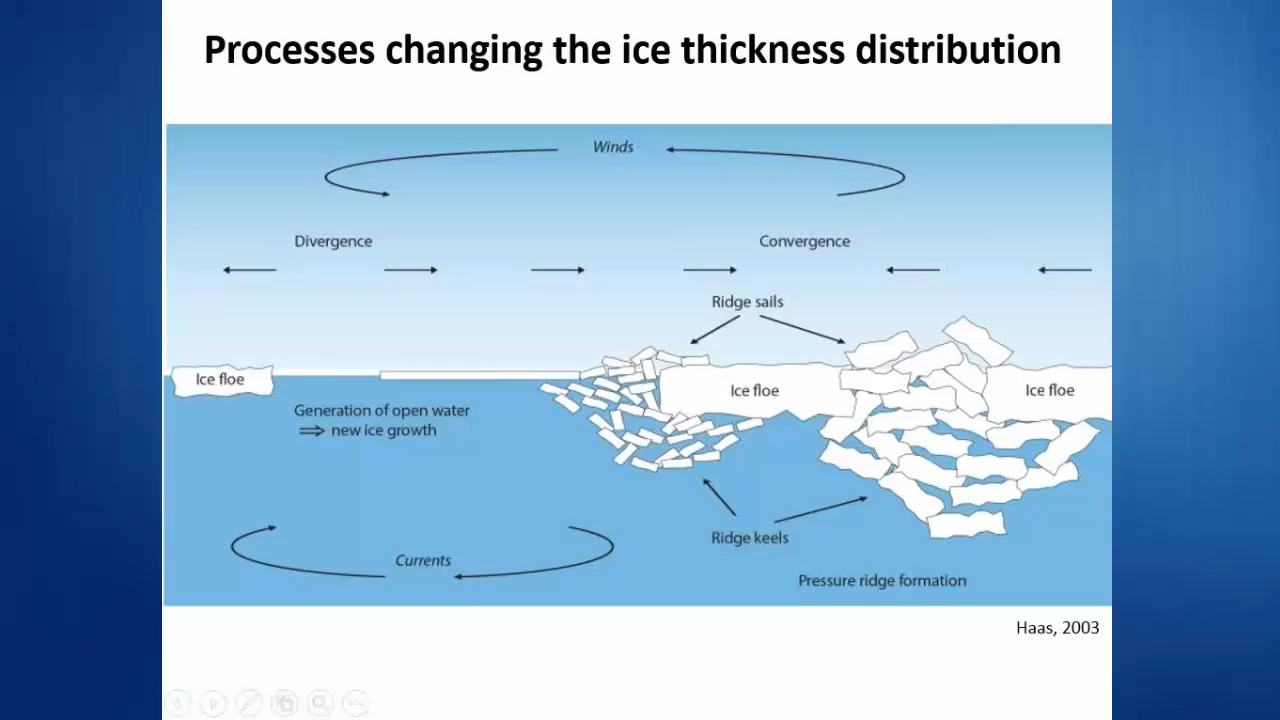 Processes changing the ice thickness distribution
Winds
Divergence
Convergence
Ridge sails
Ice floe
Ice floe
Ice floe
Generation of open water
⇒ new ice growth
Ridge keels
Currents
Pressure ridge formation
Haas, 2003